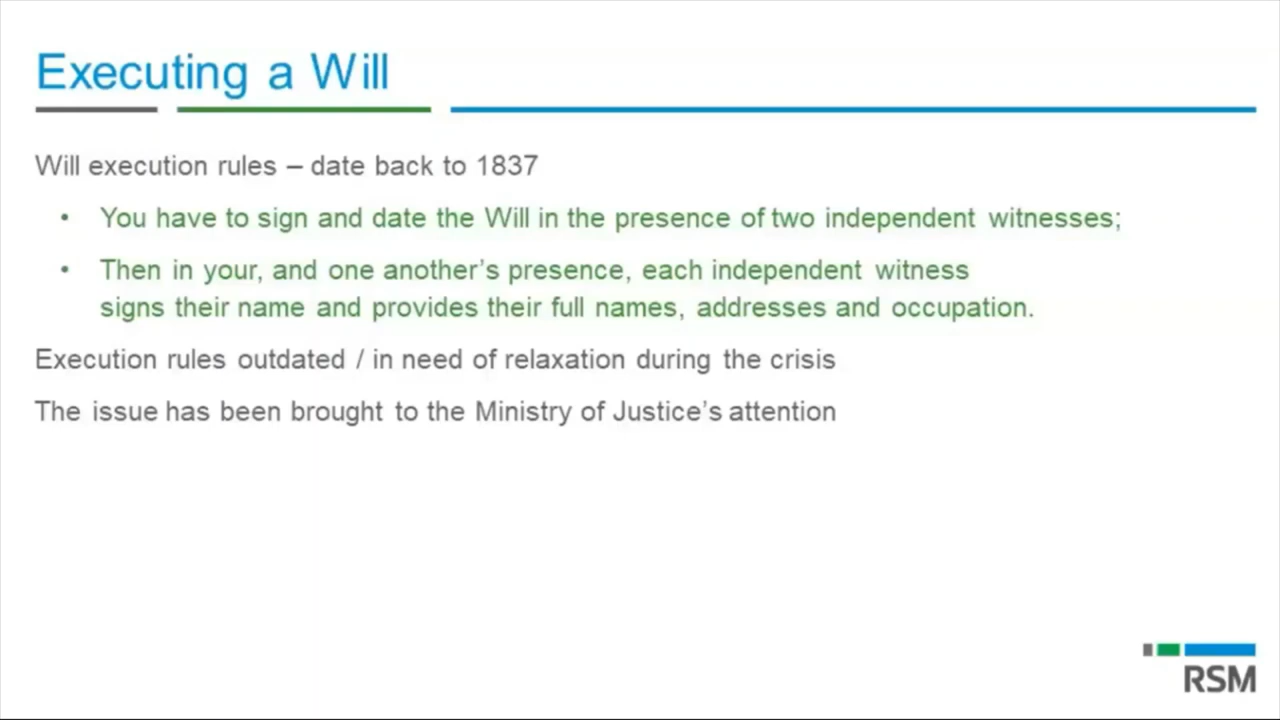 Executing a Will
Will execution rules – date back to 1837
• You have to sign and date the Will in the presence of two independent witnesses;
• Then in your, and one another’s presence, each independent witness
signs their name and provides their full names, addresses and occupation.
Execution rules outdated / in need of relaxation during the crisis
The issue has been brought to the Ministry of Justice’s attention
RSM